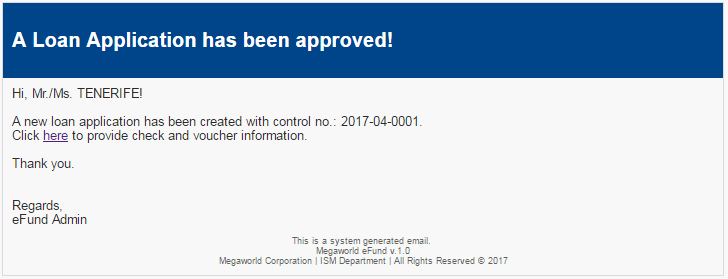 A Loan Application has been approved!
Hi, Mr./Ms. TENERIFE!
A new loan application has been created with control no.: 2017-04-0001.
Click here to provide check and voucher information.
Thank you.
Regards,
eFund Admin
This is a system generated email.
Megaworld eFund v.1.0
Megaworld Corporation | ISM Department | All Rights Reserved © 2017